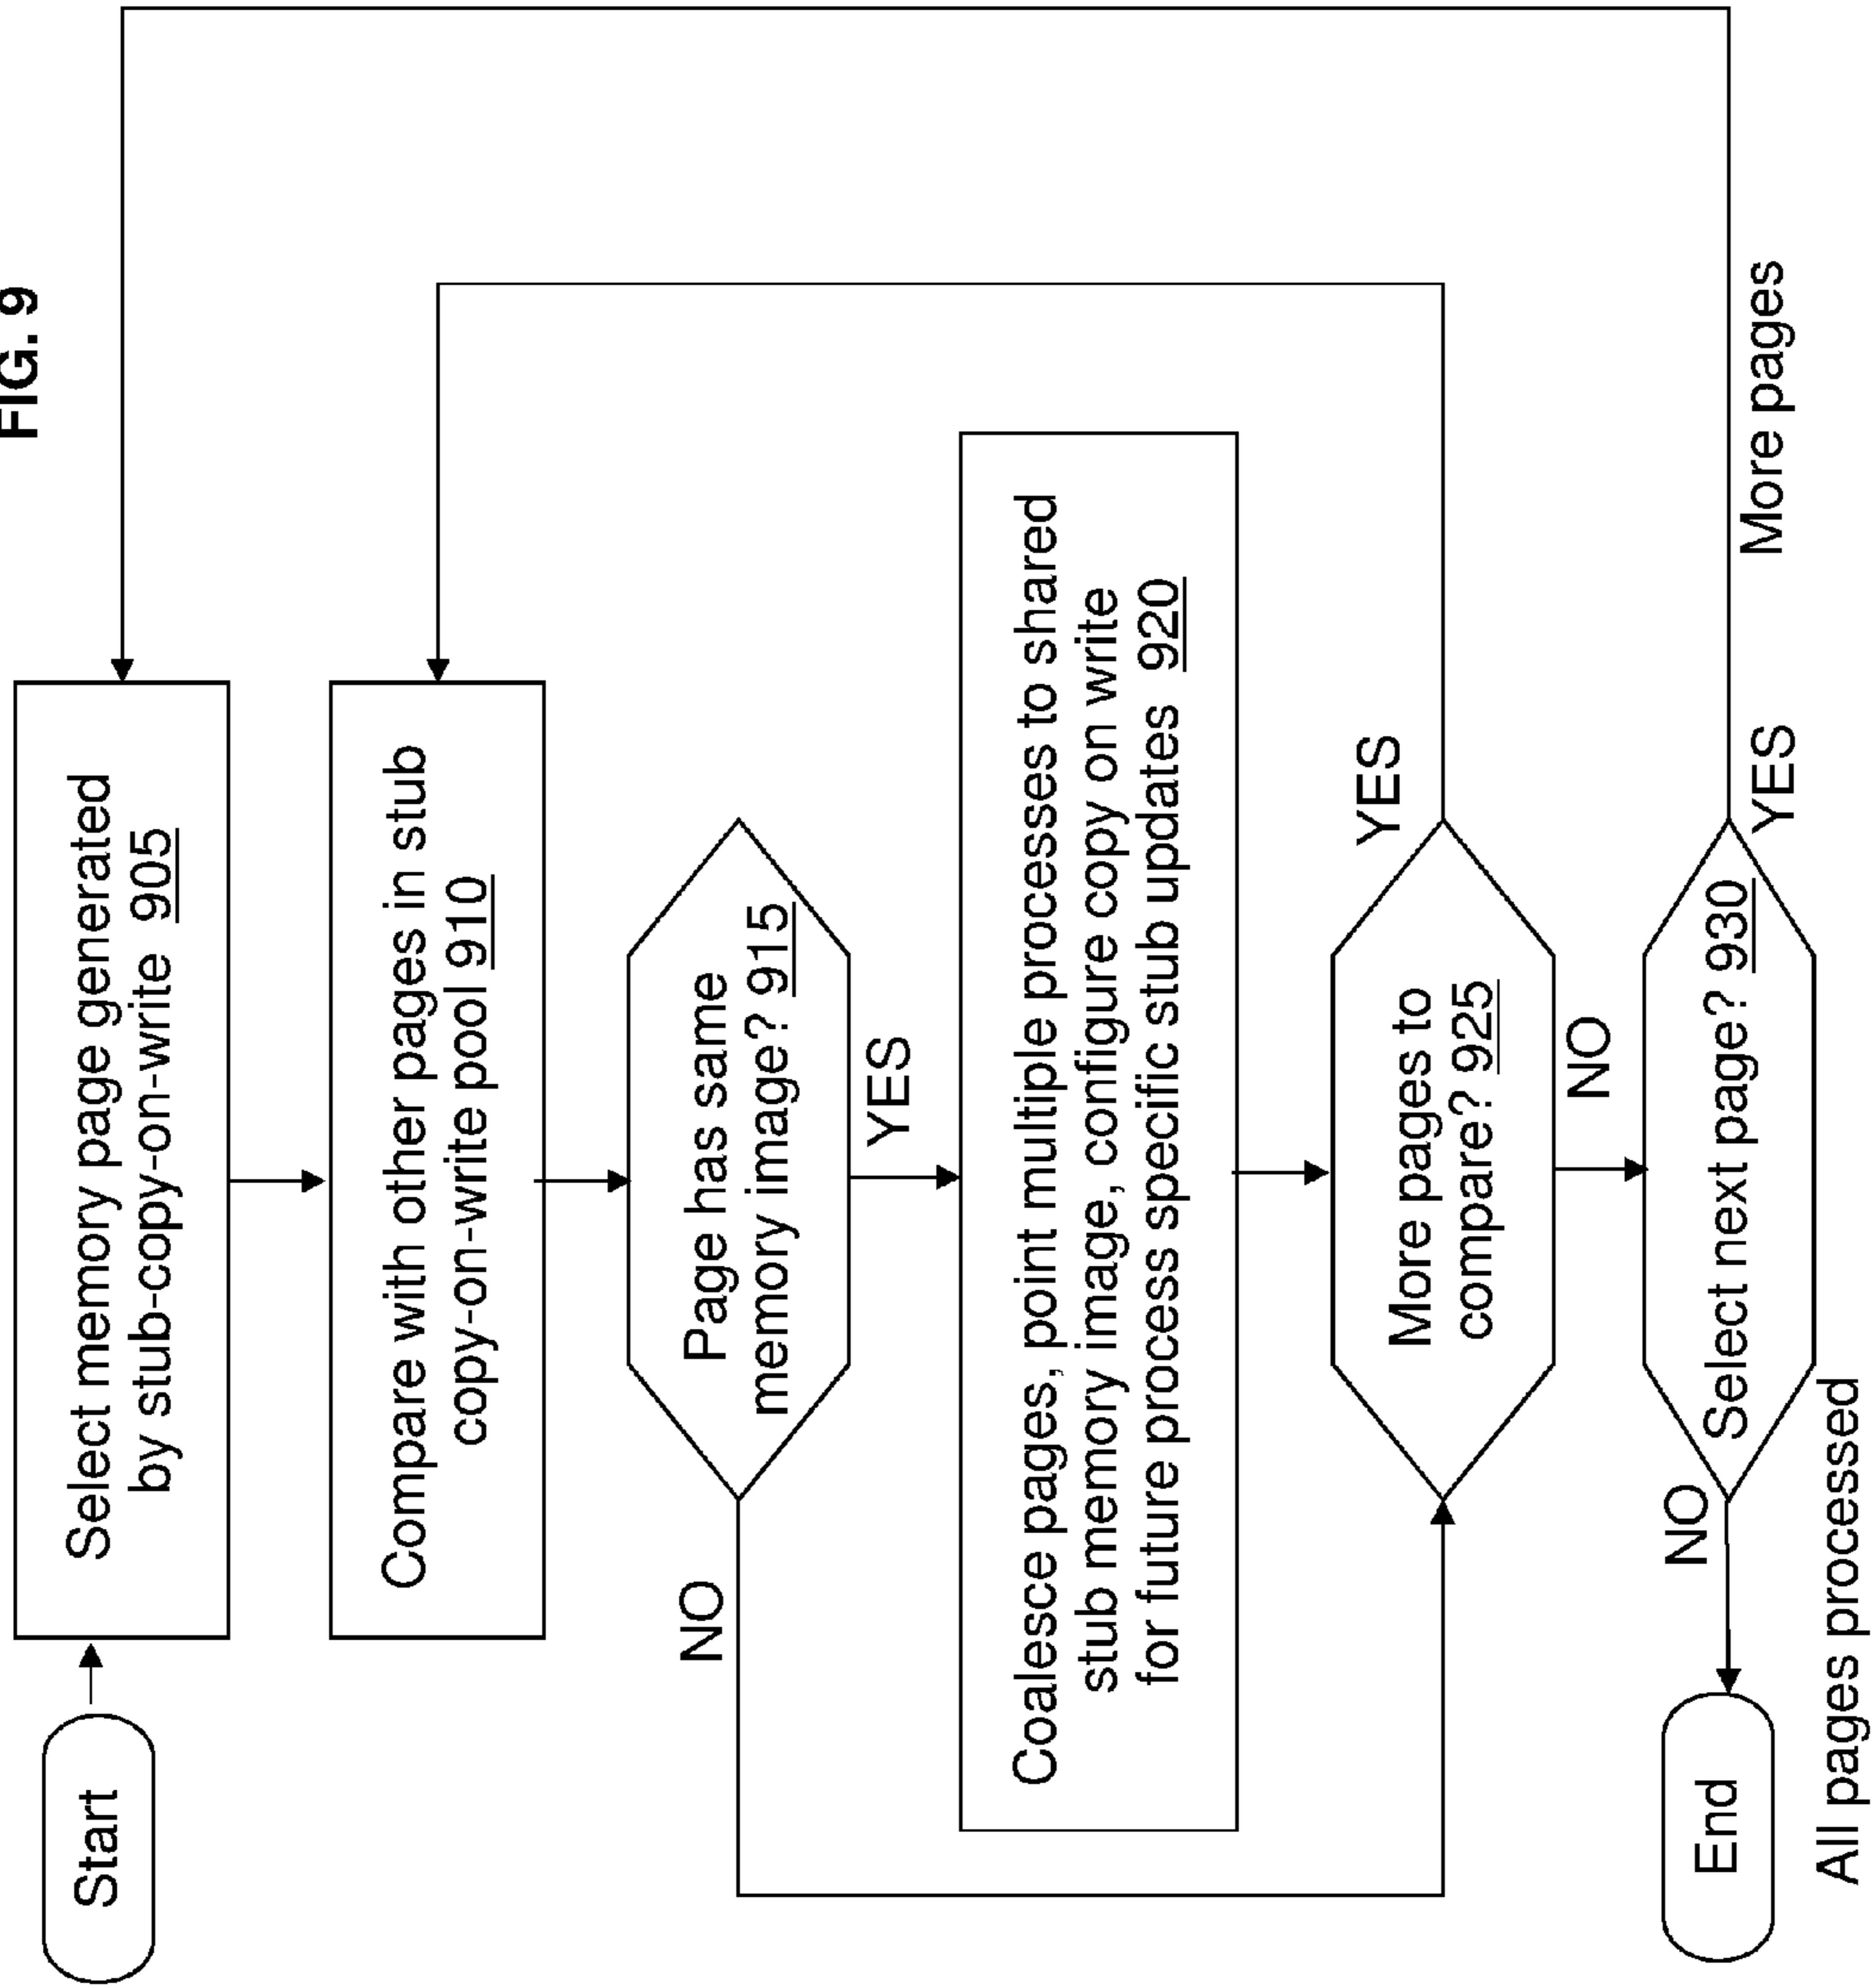 FIG. 9
Start
Select memory page generated
by stub-copy-on-write 905
Compare with other pages in stub
copy-on-write pool 910
Page has same
memory image? 915
NO
YES
Coalesce pages, point multiple processes to shared
stub memory image, configure copy on write
for future process specific stub updates 920
More pages to
compare? 925
YES
NO
Select next page? 930
NO
YES
More pages
End
All pages processed